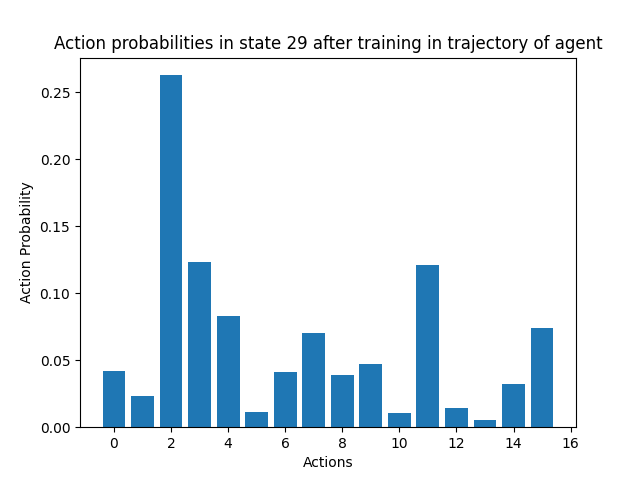 Action probabilities in state 29 after training in trajectory of agent
Action Probability
0.25
0.20
0.15
0.10
0.05
0.00
0 2 4 6 8 10 12 14 16
Actions